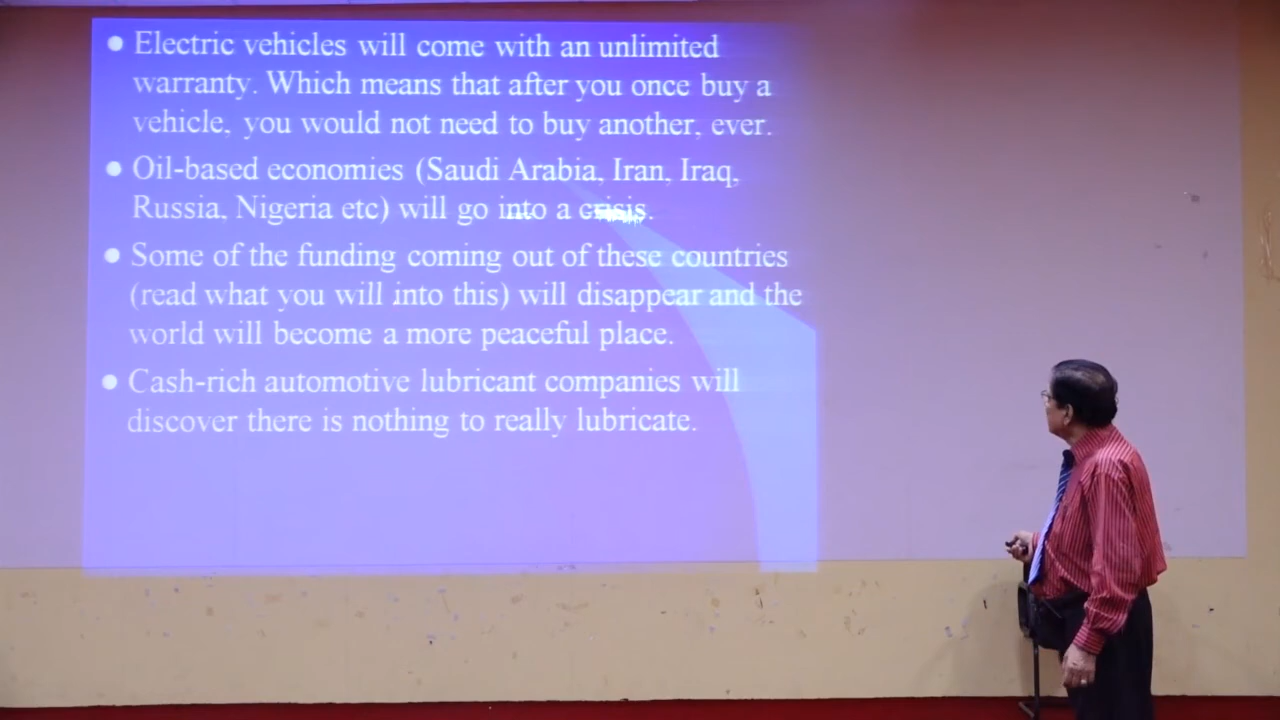 Electric vehicles will come with an unlimited
warranty. Which means that after you once buy a
vehicle, you would not need to buy another, ever.
Oil-based economies (Saudi Arabia, Iran, Iraq,
Russia, Nigeria etc) will go into a crisis.
Some of the funding coming out of these countries
(read what you will into this) will disappear and the
world will become a more peaceful place.
Cash-rich automotive lubricant companies will
discover there is nothing to really lubricate.